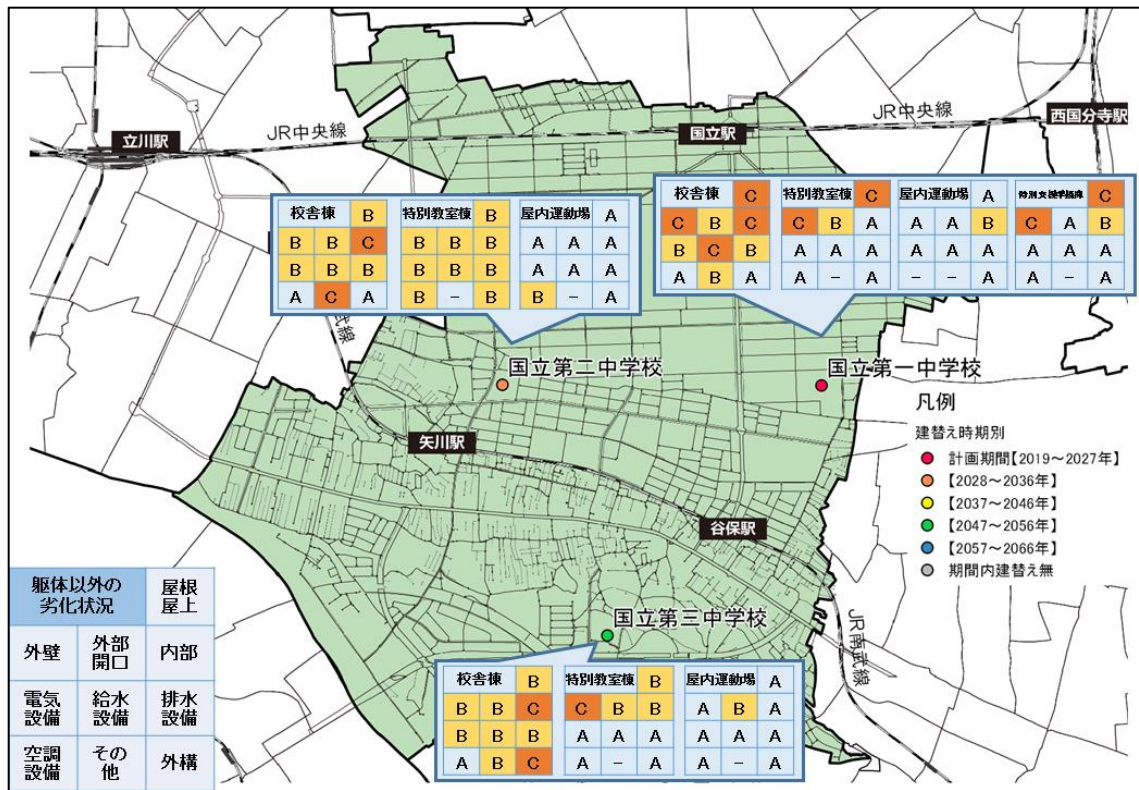 JR中央線
JR中央線
立川駅
国立駅
西国分寺駅
校舎棟 B
B B C
B B B
A C A
特別教室棟 B
B B B
B B B
B － B
屋内運動場 A
A A A
A A A
B － A
校舎棟 C
C B C
B C B
A B A
特別教室棟 C
C B A
A A A
A － A
屋内運動場 A
A A B
A A A
－ － A
特別支援学級棟 C
C A B
A A A
A － A
武線
国立第二中学校
国立第一中学校
矢川駅
谷保駅
JR南武線
凡例
建替え時期別
計画期間【2019～2027年】
【2028～2036年】
【2037～2046年】
【2047～2056年】
【2057～2066年】
期間内建替え無
国立第三中学校
校舎棟 B
B B C
B B B
A B C
特別教室棟 B
C B B
A A A
A － A
屋内運動場 A
A B A
A A A
A － A
躯体以外の
劣化状況
屋根
屋上
外壁
外部
開口
内部
電気
設備
給水
設備
排水
設備
空調
設備
その
他
外構